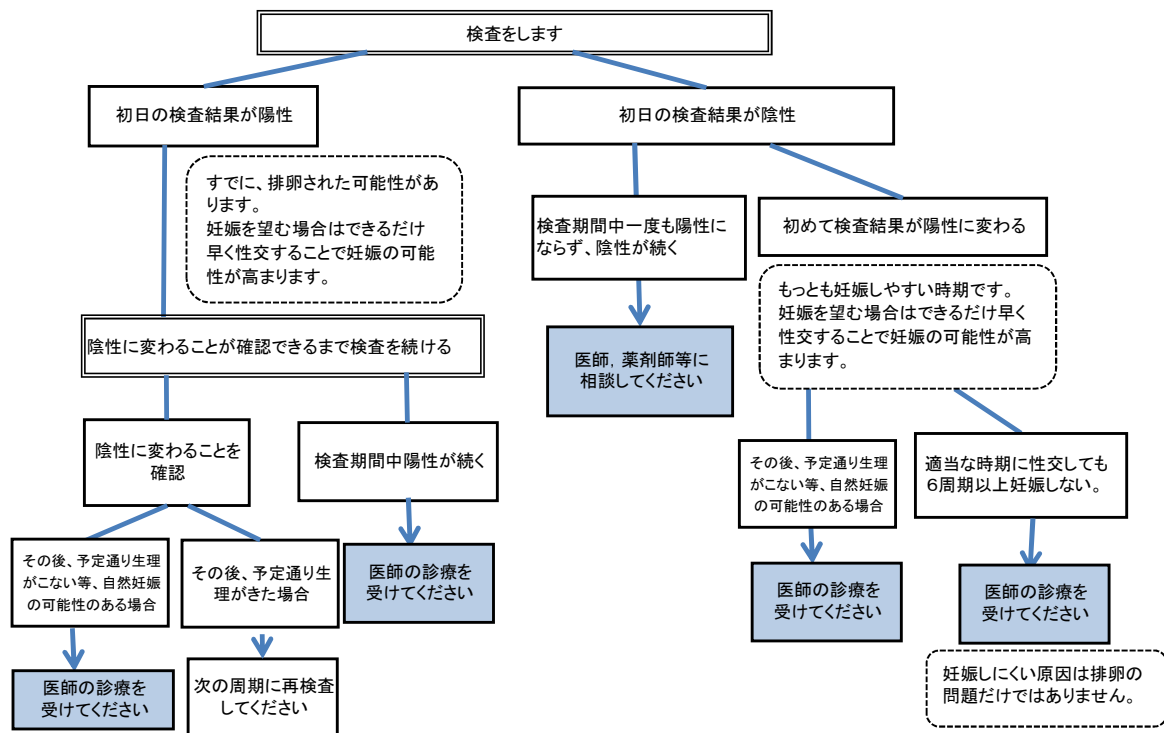 検査をします
初日の検査結果が陽性
初日の検査結果が陰性
すでに、排卵された可能性があ
ります。
妊娠を望む場合はできるだけ
早く性交することで妊娠の可能
性が高まります。
検査期間中一度も陽性に
ならず、陰性が続く
初めて検査結果が陽性に変わる
もっとも妊娠しやすい時期です。
妊娠を望む場合はできるだけ早く
性交することで妊娠の可能性が高
まります。
陰性に変わることが確認できるまで検査を続ける
医師, 薬剤師等に
相談してください
陰性に変わることを
確認
検査期間中陽性が続く
その後、予定通り生理
がこない等、自然妊娠
の可能性のある場合
適当な時期に性交しても
６周期以上妊娠しない。
その後、予定通り生理
がこない等、自然妊娠
の可能性のある場合
その後、予定通り生
理がきた場合
医師の診療を
受けてください
医師の診療を
受けてください
医師の診療を
受けてください
医師の診療を
受けてください
次の周期に再検査
してください
妊娠しにくい原因は排卵の
問題だけではありません。